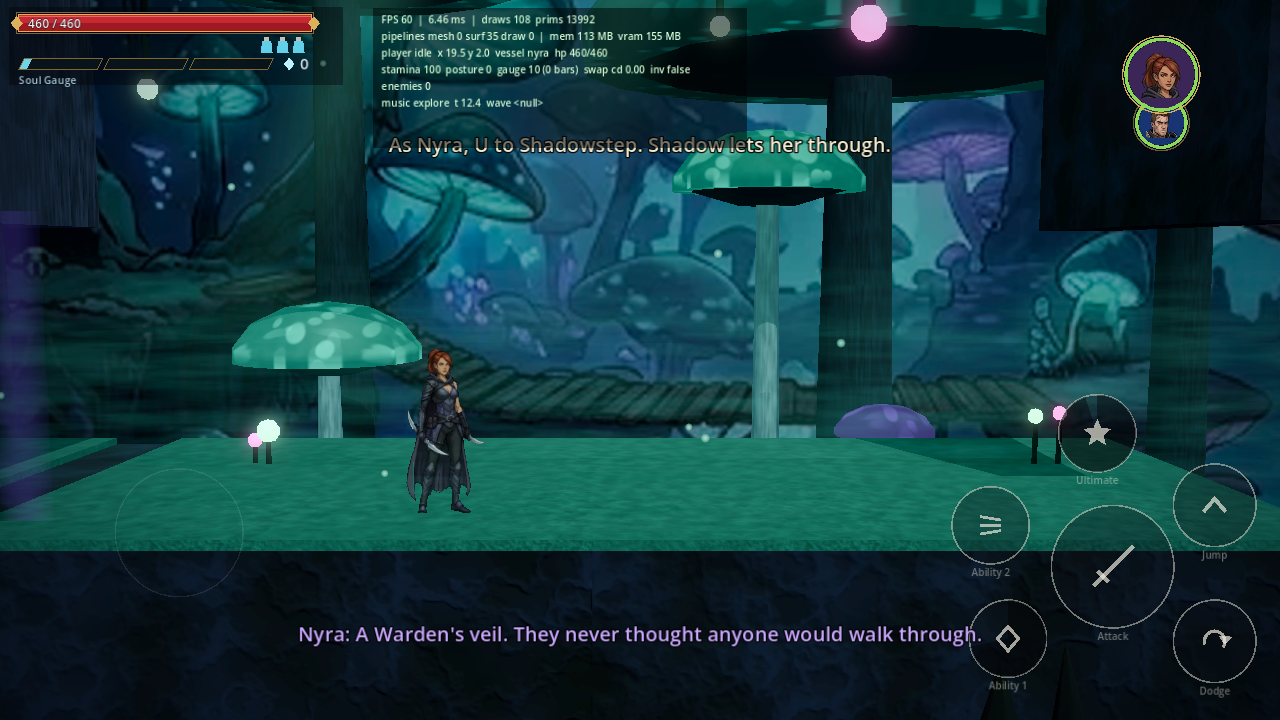 460 / 460
Soul Gauge
0
FPS 60 | 6.46 ms | draws 108 prims 13992
pipelines mesh 0 surf 35 draw 0 | mem 113 MB vram 155 MB
player idle x 19.5 y 2.0 vessel nyra hp 460/460
stamina 100 posture 0 gauge 10 (0 bars) swap cd 0.00 inv false
enemies 0
music explore t 12.4 wave <null>
As Nyra, U to Shadowstep. Shadow lets her through.
Ultimate
Jump
Ability 2
Attack
Nyra: A Warden's veil. They never thought anyone would walk through.
Ability 1
Dodge